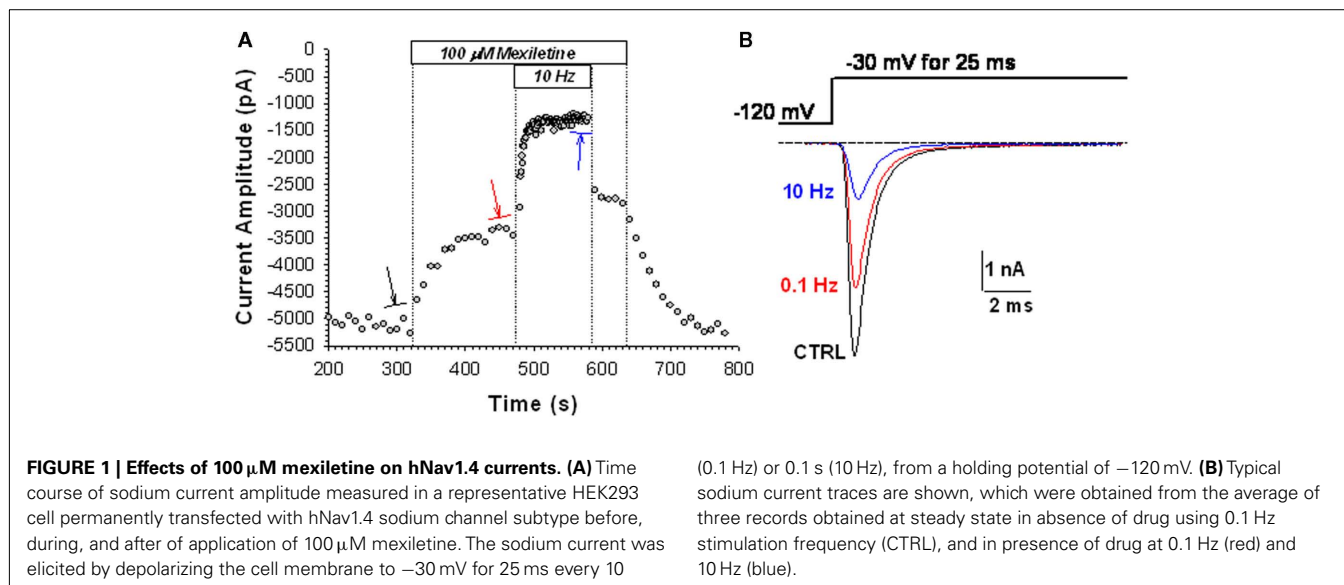 A
0
-500
-1000
-1500
-2000
-2500
-3000
-3500
-4000
-4500
-5000
-5500
Current Amplitude (pA)
100 µM Mexiletine
10 Hz
200 300 400 500 600 700 800
Time (s)
B
-30 mV for 25 ms
-120 mV
10 Hz
0.1 Hz
CTRL
1 nA
2 ms
FIGURE 1 | Effects of 100 µM mexiletine on hNav1.4 currents. (A) Time
course of sodium current amplitude measured in a representative HEK293
cell permanently transfected with hNav1.4 sodium channel subtype before,
during, and after of application of 100 µM mexiletine. The sodium current was
elicited by depolarizing the cell membrane to −30 mV for 25 ms every 10
(0.1 Hz) or 0.1 s (10 Hz), from a holding potential of −120 mV. (B) Typical
sodium current traces are shown, which were obtained from the average of
three records obtained at steady state in absence of drug using 0.1 Hz
stimulation frequency (CTRL), and in presence of drug at 0.1 Hz (red) and
10 Hz (blue).